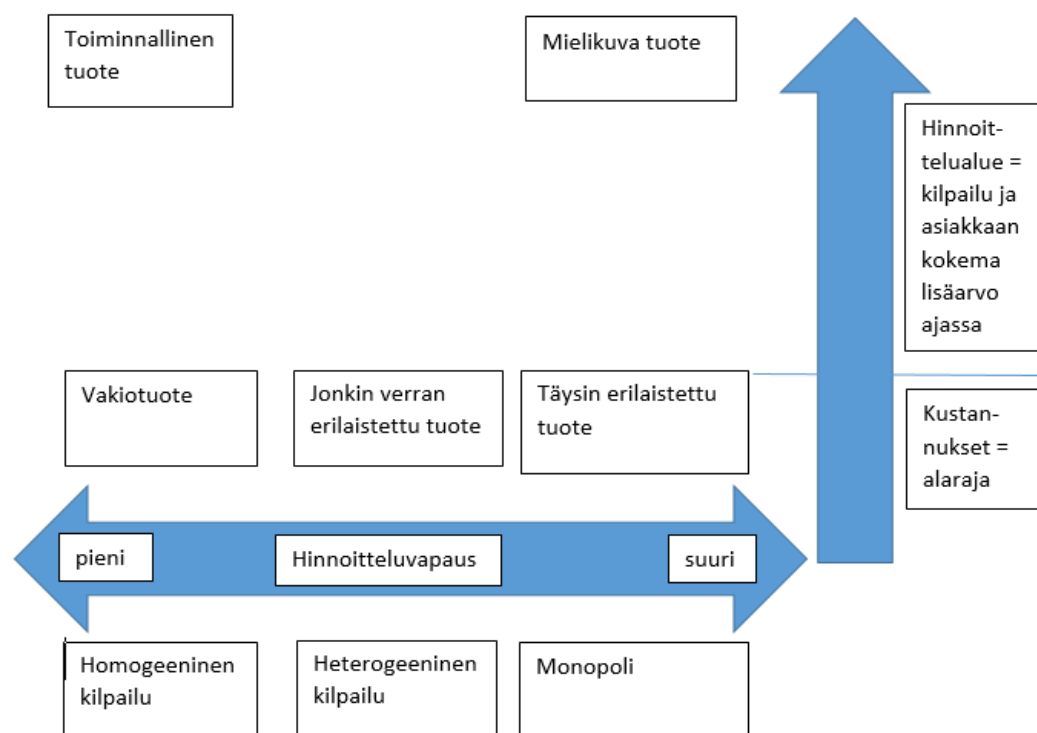 Toiminnallinen
tuote
Mielikuva tuote
Hinnoit-
telualue =
kilpailu ja
asiakkaan
kokema
lisäarvo
ajassa
Vakiotuote
Jonkin verran
erilaistettu tuote
Täysin erilaistettu
tuote
Kustan-
nukset =
alaraja
pieni
Hinnoitteluvapaus
suuri
Homogeeninen
kilpailu
Heterogeeninen
kilpailu
Monopoli